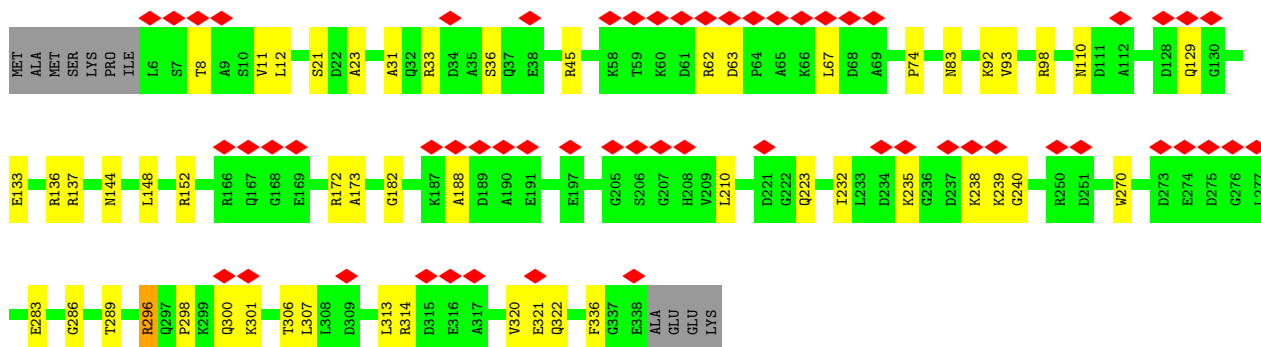 MET ALA MET SER LYS PRO ILE L6 S7 T8 A9 S10 V11 L12 S21 D22 A23 A31 Q32 R33 D34 A35 S36 Q37 E38 R45 K58 T59 K60 D61 R62 D63 P64 A65 K66 L67 D68 A69 P74 N83 K92 V93 R98 N110 D111 A112 D128 Q129 G130
E133 R136 R137 N144 L148 R152 R166 Q167 G168 E169 R172 A173 G182 K187 A188 D189 A190 E191 E197 G205 S206 G207 H208 V209 L210 D221 G222 Q223 I232 L233 D234 K235 G236 D237 K238 K239 G240 R250 D251 W270 D273 E274 D275 G276 L277
E283 G286 T289 R296 Q297 P298 K299 Q300 K301 T306 L307 L308 D309 L313 R314 D315 E316 A317 V320 E321 Q322 F336 G337 E338 ALA GLU GLU LYS